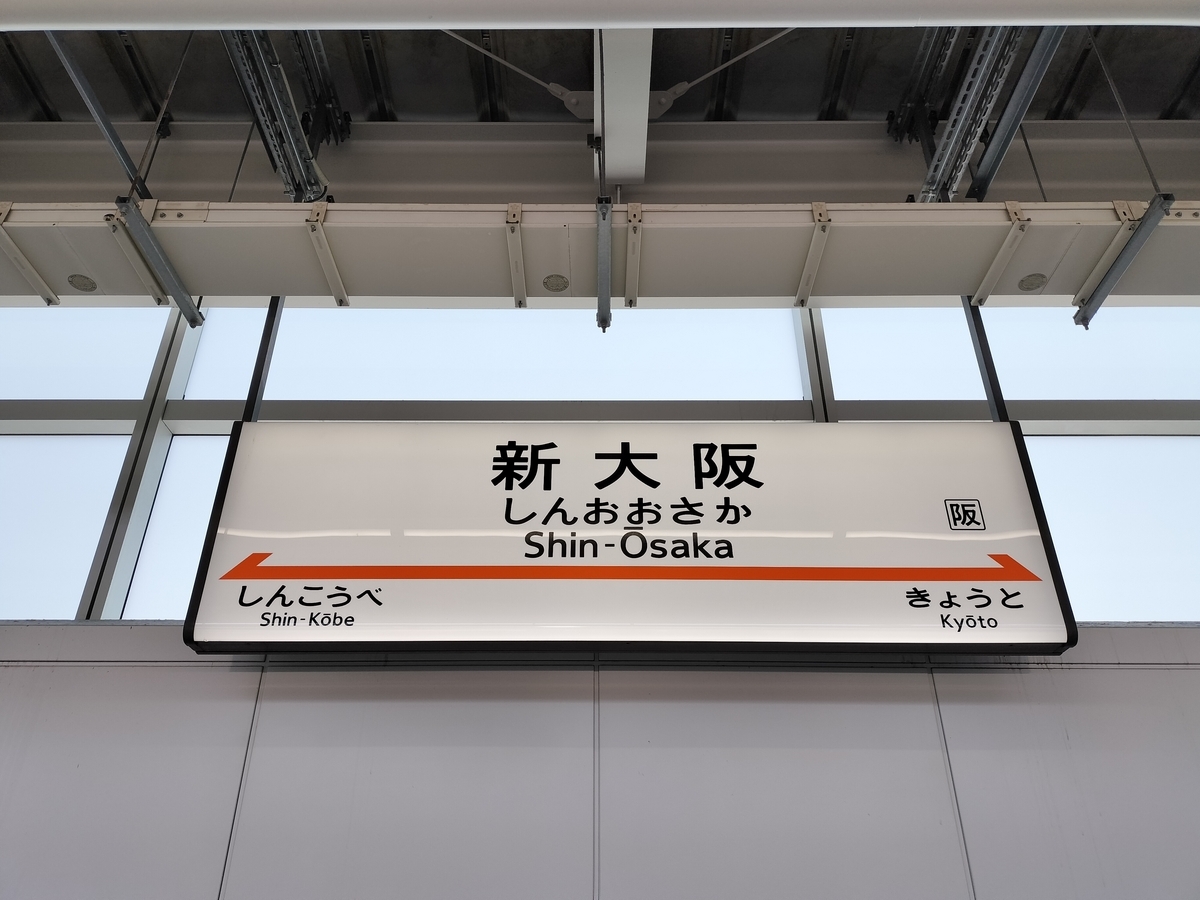 新大阪
しんおおさか
Shin-Ōsaka
阪
しんこうべ
Shin-Kōbe
きょうと
Kyōto